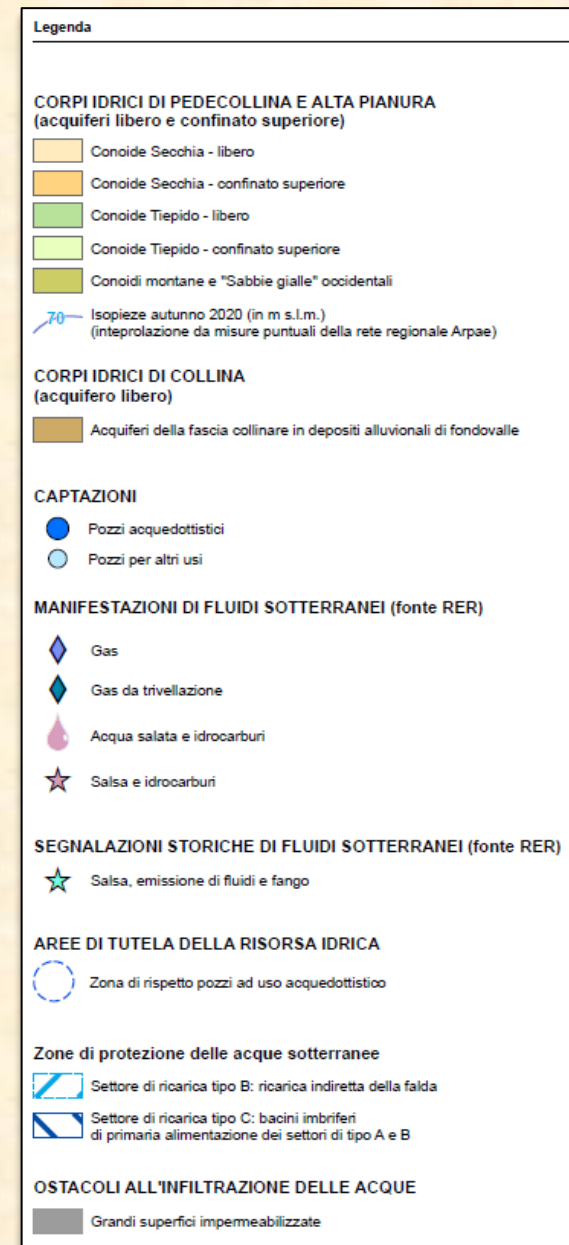 Legenda
CORPI IDRICI DI PEDECOLLINA E ALTA PIANURA
(acquiferi libero e confinato superiore)
Conoide Secchia - libero
Conoide Secchia - confinato superiore
Conoide Tiepido - libero
Conoide Tiepido - confinato superiore
Conoidi montane e "Sabbie gialle" occidentali
70 Isopieze autunno 2020 (in m s.l.m.)
(inteprolazione da misure puntuali della rete regionale Arpae)
CORPI IDRICI DI COLLINA
(acquifero libero)
Acquiferi della fascia collinare in depositi alluvionali di fondovalle
CAPTAZIONI
Pozzi acquedottistici
Pozzi per altri usi
MANIFESTAZIONI DI FLUIDI SOTTERRANEI (fonte RER)
Gas
Gas da trivellazione
Acqua salata e idrocarburi
Salsa e idrocarburi
SEGNALAZIONI STORICHE DI FLUIDI SOTTERRANEI (fonte RER)
Salsa, emissione di fluidi e fango
AREE DI TUTELA DELLA RISORSA IDRICA
Zona di rispetto pozzi ad uso acquedottistico
Zone di protezione delle acque sotterranee
Settore di ricarica tipo B: ricarica indiretta della falda
Settore di ricarica tipo C: bacini imbriferi
di primaria alimentazione dei settori di tipo A e B
OSTACOLI ALL'INFILTRAZIONE DELLE ACQUE
Grandi superfici impermeabilizzate